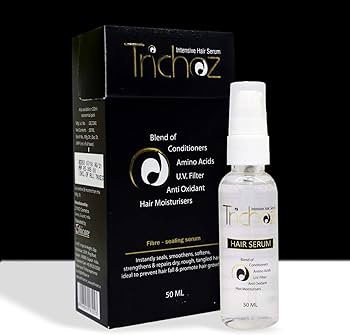 Intensive Hair Serum
Trichoz
Blend of
Conditioners
Amino Acids
U.V. Filter
Anti Oxidant
Hair Moisturisers
Fibre - sealing serum
Instantly seals, smoothens, softens,
strengthens & repairs dry, rough, tangled hair
ideal to prevent hair fall & promote hair growth
50 ML
Intensive Hair Serum
Trichoz
HAIR SERUM
Blend of
Conditioners
Amino Acids
U.V. Filter
Anti Oxidant
Hair Moisturisers
50 ML